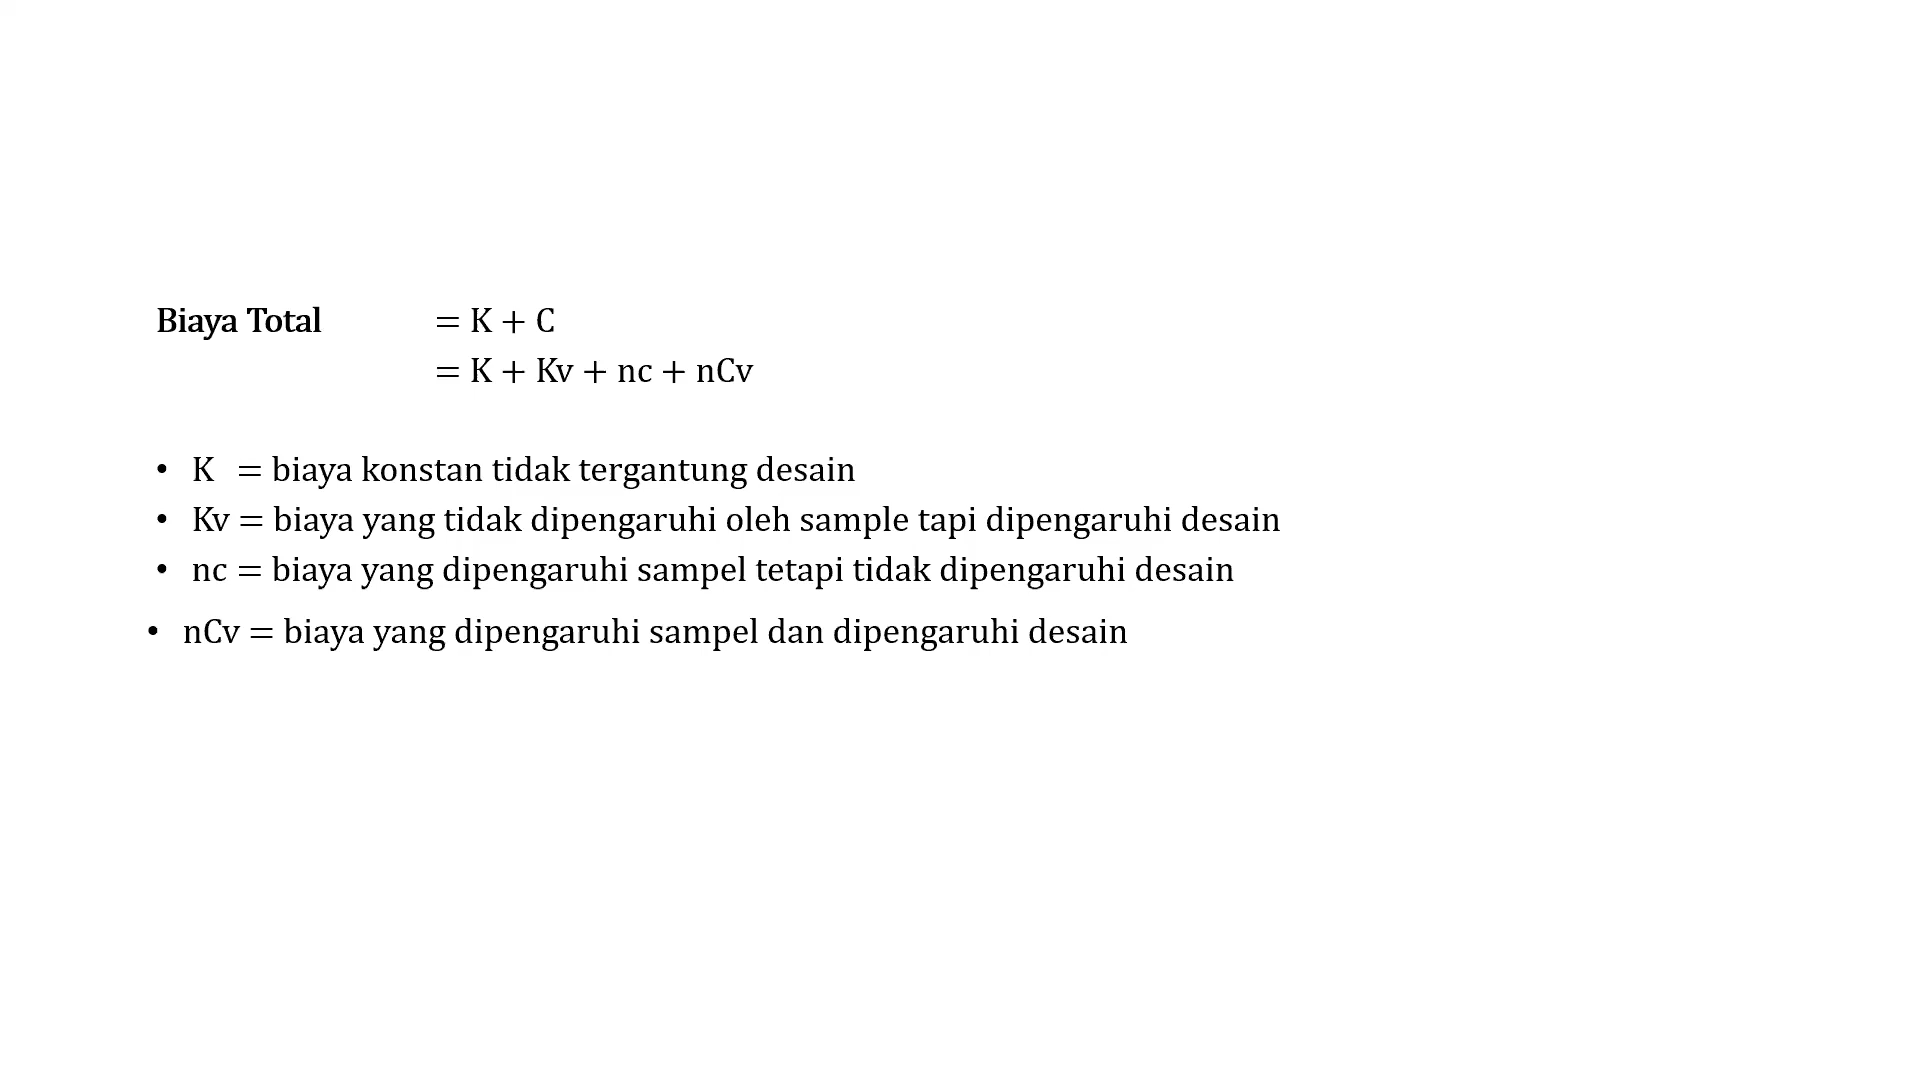 Biaya Total = K + C
= K + Kv + nc + nCv
• K = biaya konstan tidak tergantung desain
• Kv = biaya yang tidak dipengaruhi oleh sample tapi dipengaruhi desain
• nc = biaya yang dipengaruhi sampel tetapi tidak dipengaruhi desain
• nCv = biaya yang dipengaruhi sampel dan dipengaruhi desain